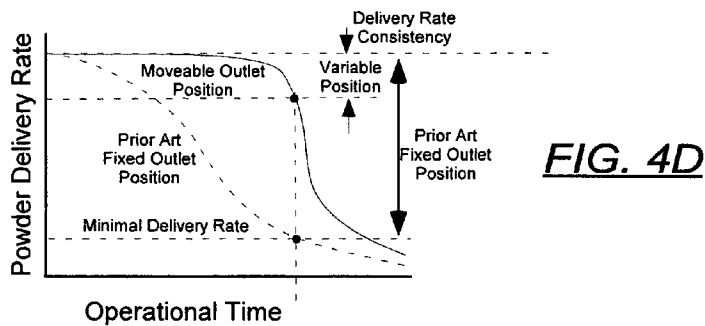 Delivery Rate
Consistency
Moveable Outlet
Position
Variable
Position
Prior Art
Fixed Outlet
Position
Prior Art
Fixed Outlet
Position
Minimal Delivery Rate
Powder Delivery Rate
Operational Time
FIG. 4D